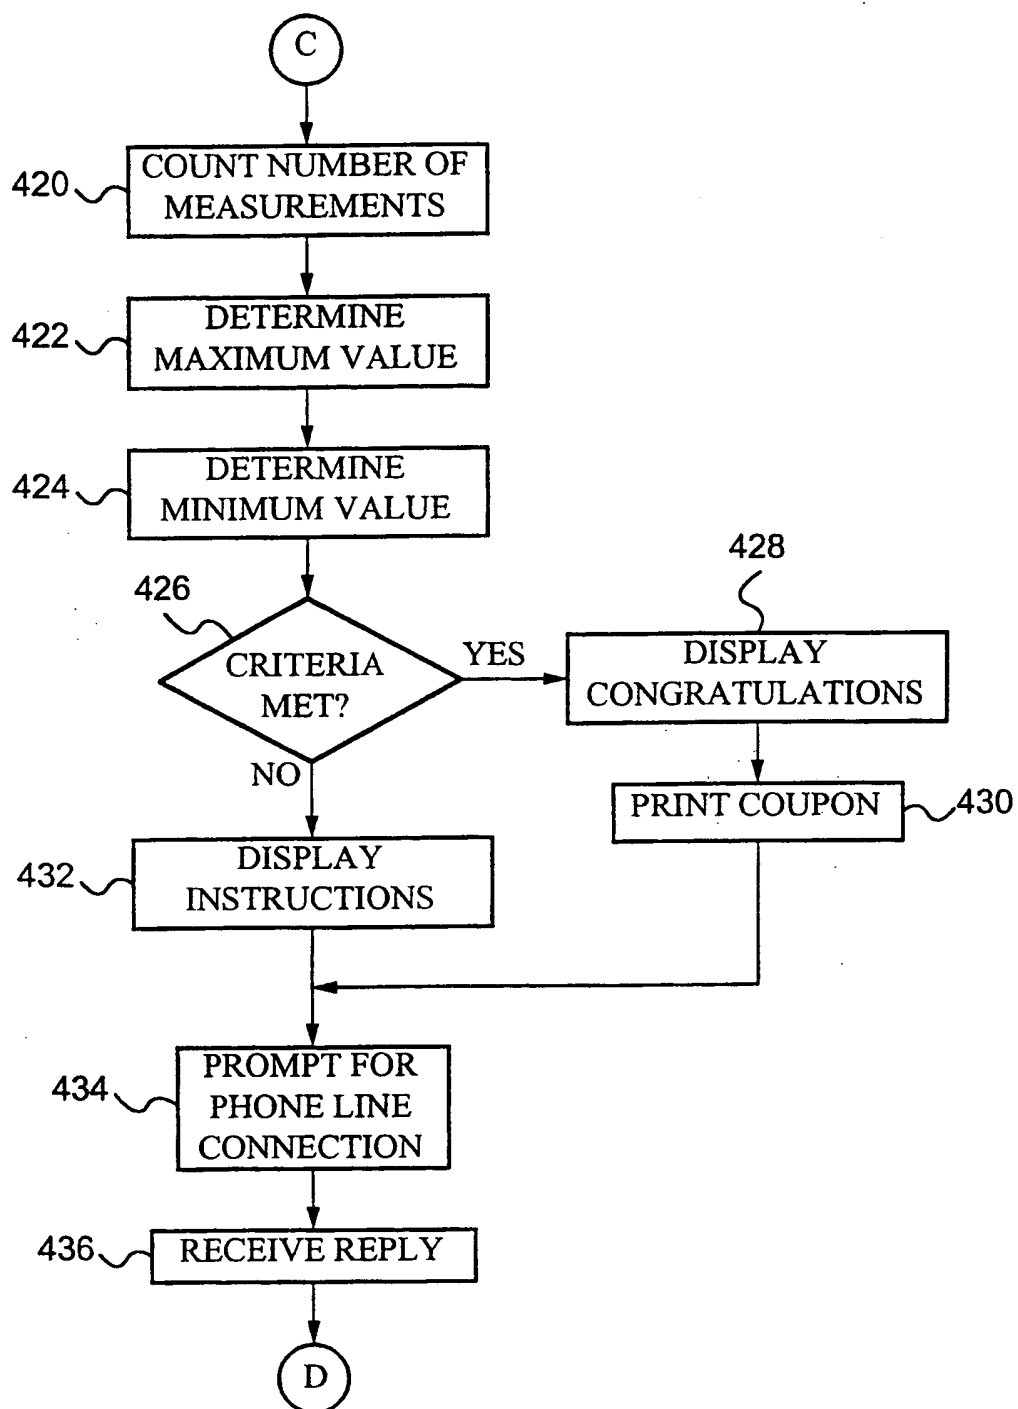 C
420
COUNT NUMBER OF
MEASUREMENTS
422
DETERMINE
MAXIMUM VALUE
424
DETERMINE
MINIMUM VALUE
426
CRITERIA
MET?
YES
428
DISPLAY
CONGRATULATIONS
NO
PRINT COUPON
430
432
DISPLAY
INSTRUCTIONS
434
PROMPT FOR
PHONE LINE
CONNECTION
436
RECEIVE REPLY
D